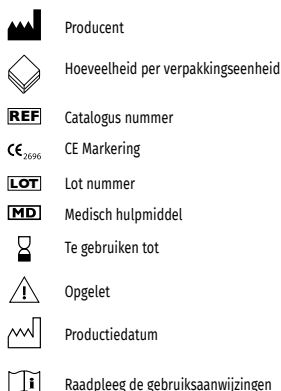 Producent
Hoeveelheid per verpakkingseenheid
REF Catalogus nummer
CE 2696 CE Markering
LOT Lot nummer
MD Medisch hulpmiddel
Te gebruiken tot
Opgelet
Productiedatum
i Raadpleeg de gebruiksaanwijzingen